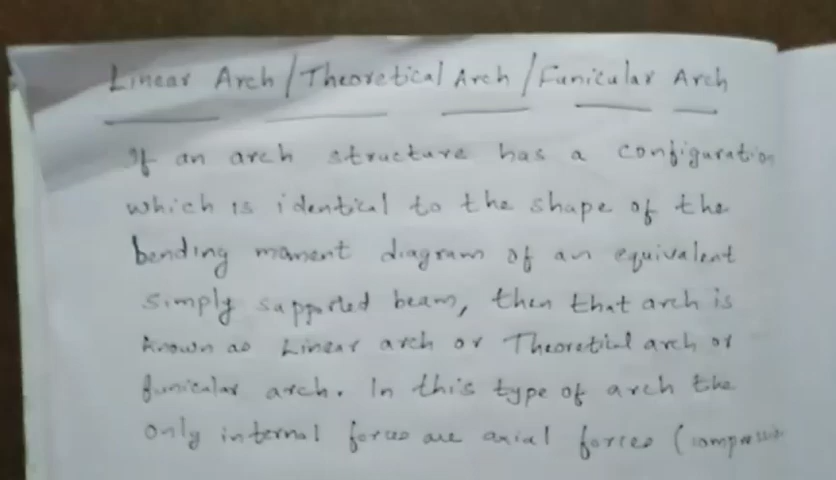 Linear Arch / Theoretical Arch / Funicular Arch
If an arch structure has a configuration
which is identical to the shape of the
bending moment diagram of an equivalent
simply supported beam, then that arch is
known as Linear arch or Theoretical arch or
funicular arch. In this type of arch the
only internal forces are axial forces (